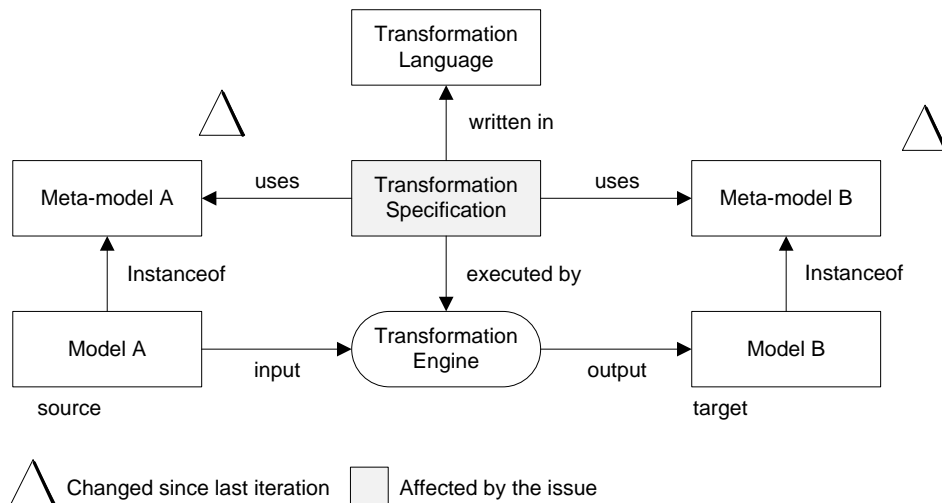 Transformation
Language
written in
Meta-model A
uses
Transformation
Specification
uses
Meta-model B
Instanceof
executed by
Instanceof
Model A
input
Transformation
Engine
output
Model B
source
target
Changed since last iteration
Affected by the issue